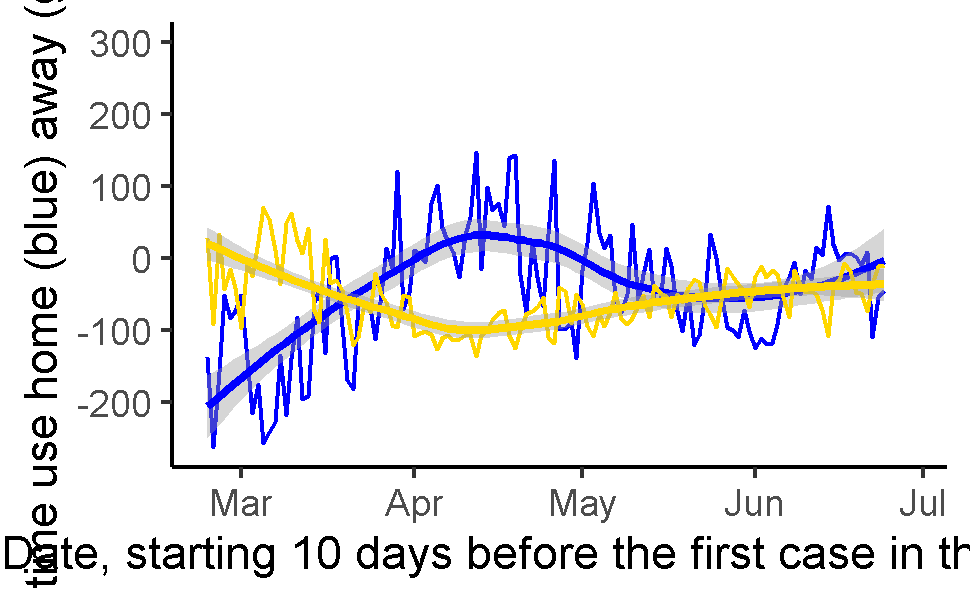 time use home (blue) away (
300
200
100
0
-100
-200
Mar Apr May Jun Jul
Date, starting 10 days before the first case in th